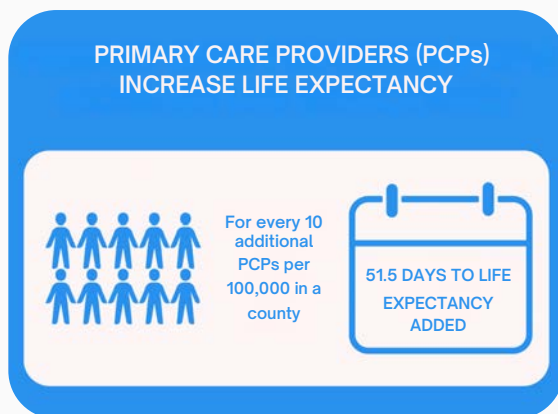 PRIMARY CARE PROVIDERS (PCPs)
INCREASE LIFE EXPECTANCY
For every 10
additional
PCPs per
100,000 in a
county
51.5 DAYS TO LIFE
EXPECTANCY
ADDED